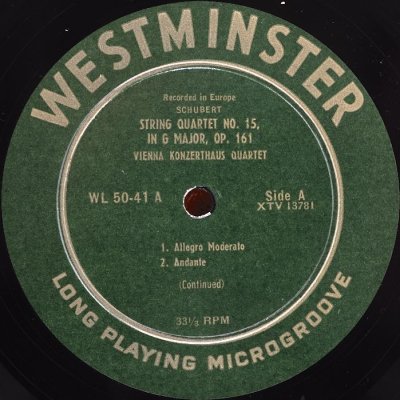 WESTMINSTER
Recorded in Europe
SCHUBERT
STRING QUARTET NO. 15,
IN G MAJOR, OP. 161
VIENNA KONZERTHAUS QUARTET
WL 50-41 A
Side A
XTV 13781
1. Allegro Moderato
2. Andante
(Continued)
33⅓ RPM
LONG PLAYING MICROGROOVE